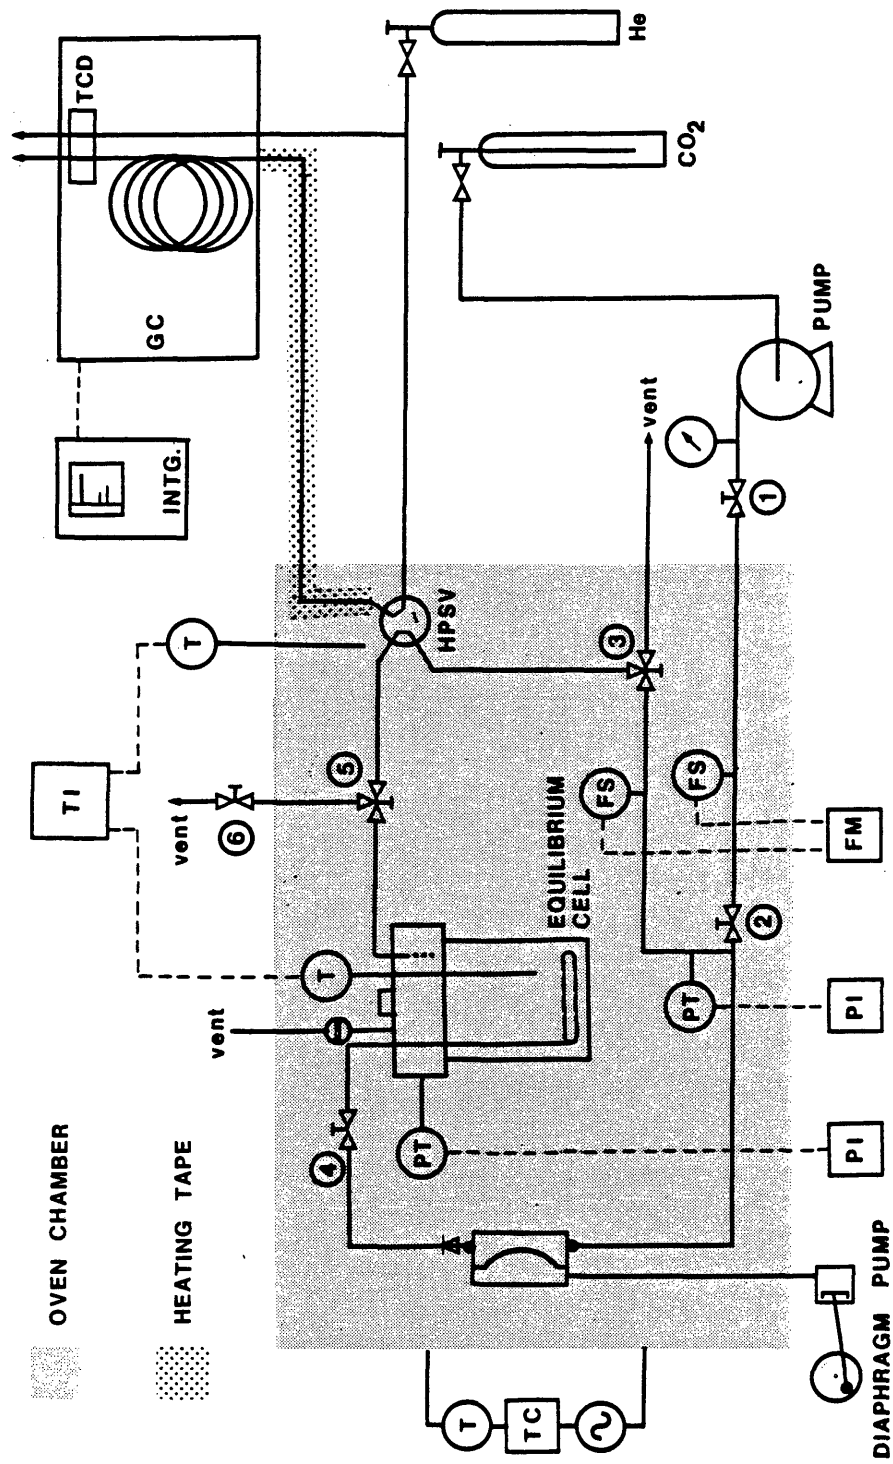 OVEN CHAMBER
HEATING TAPE
TI
INTG.
GC
TCD
T
vent
6
5
T
vent
4
PT
EQUILIBRIUM
CELL
HPSV
He
CO2
3
vent
FS
FS
1
PUMP
2
PT
T
TC
PI
PI
FM
DIAPHRAGM PUMP